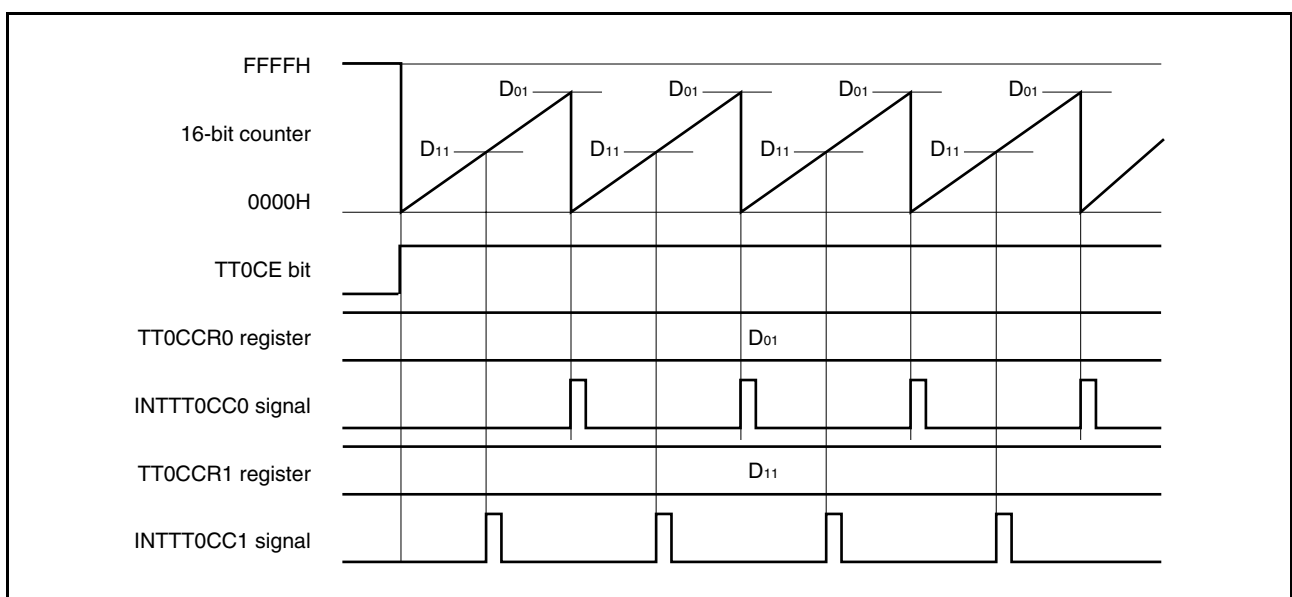 FFFFH
D01 D01 D01 D01
16-bit counter
D11 D11 D11 D11
0000H
TT0CE bit
TT0CCR0 register D01
INTTT0CC0 signal
TT0CCR1 register D11
INTTT0CC1 signal